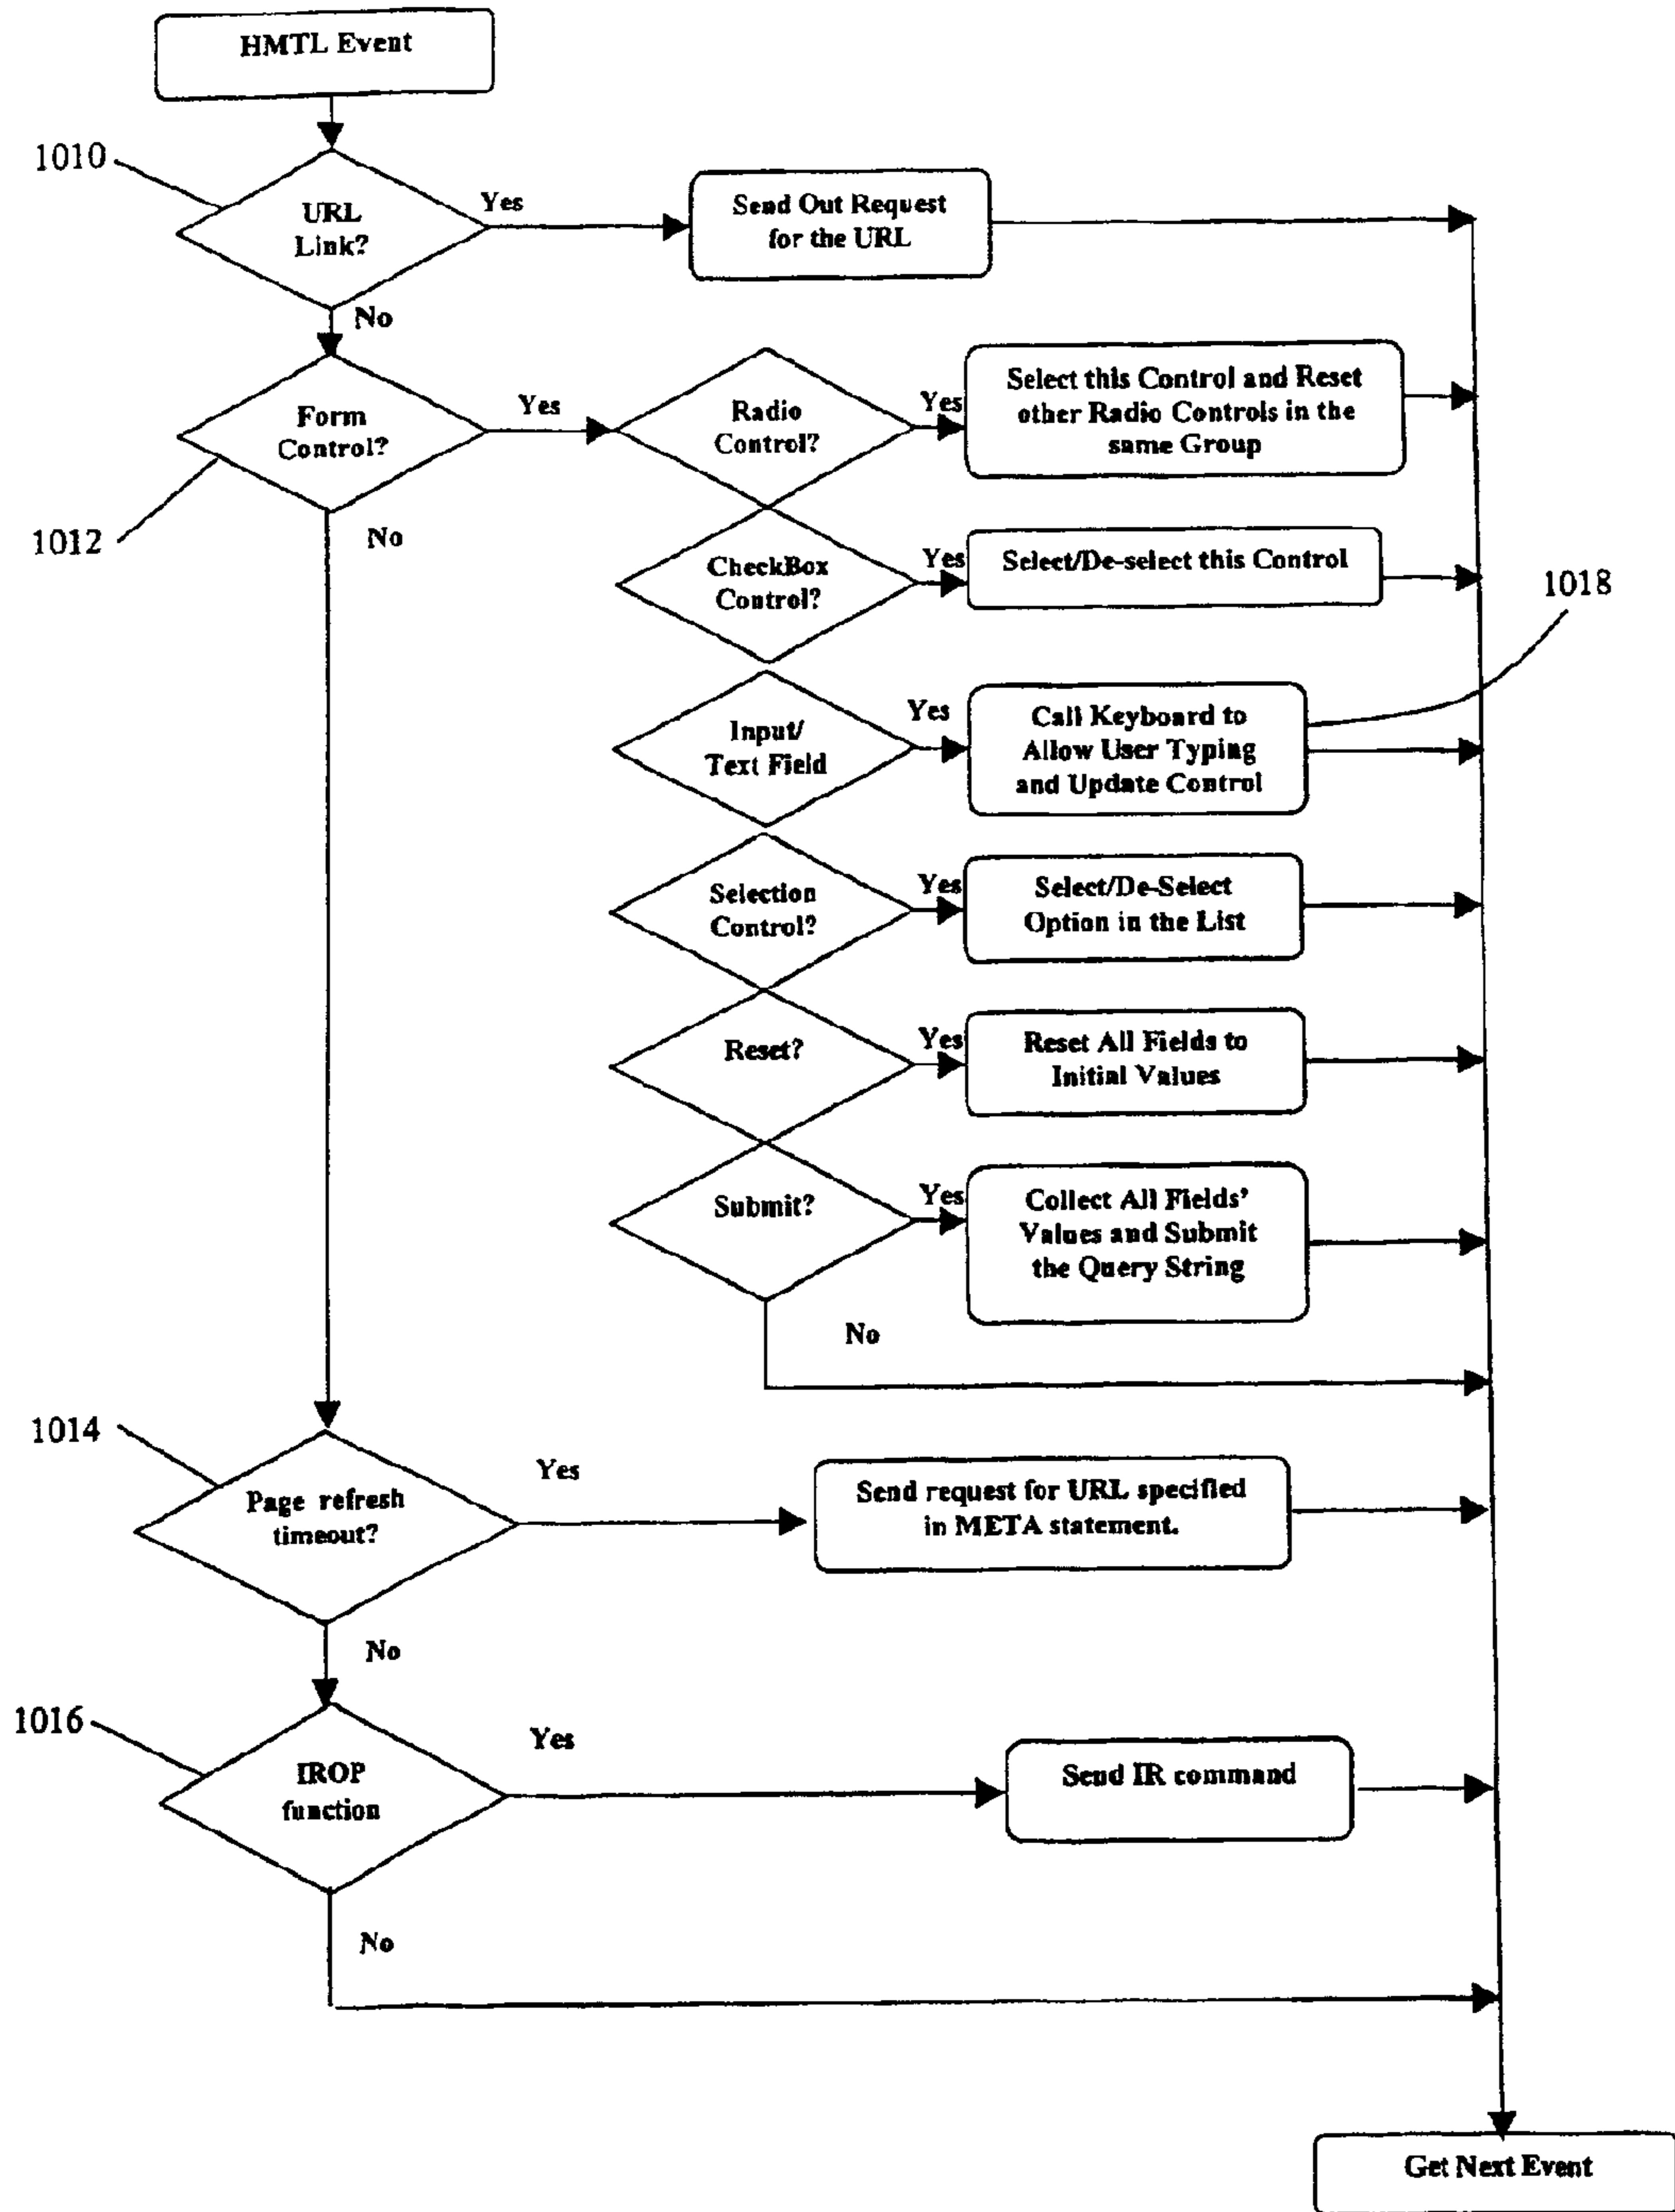 HMTL Event
1010
URL
Link?
Yes
Send Out Request
for the URL
No
Form
Control?
Yes
1012
No
Radio
Control?
Yes
Select this Control and Reset
other Radio Controls in the
same Group
CheckBox
Control?
Yes
Select/De-select this Control
1018
Input/
Text Field
Yes
Call Keyboard to
Allow User Typing
and Update Control
Selection
Control?
Yes
Select/De-Select
Option in the List
Reset?
Yes
Reset All Fields to
Initial Values
Submit?
Yes
Collect All Fields'
Values and Submit
the Query String
No
1014
Page refresh
timeout?
Yes
Send request for URL specified
in META statement.
No
1016
IROP
function
Yes
Send IR command
No
Get Next Event